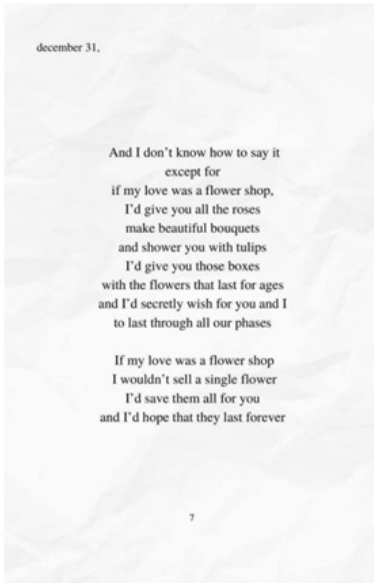 december 31,
And I don't know how to say it
except for
if my love was a flower shop,
I'd give you all the roses
make beautiful bouquets
and shower you with tulips
I'd give you those boxes
with the flowers that last for ages
and I'd secretly wish for you and I
to last through all our phases
If my love was a flower shop
I wouldn't sell a single flower
I'd save them all for you
and I'd hope that they last forever
7